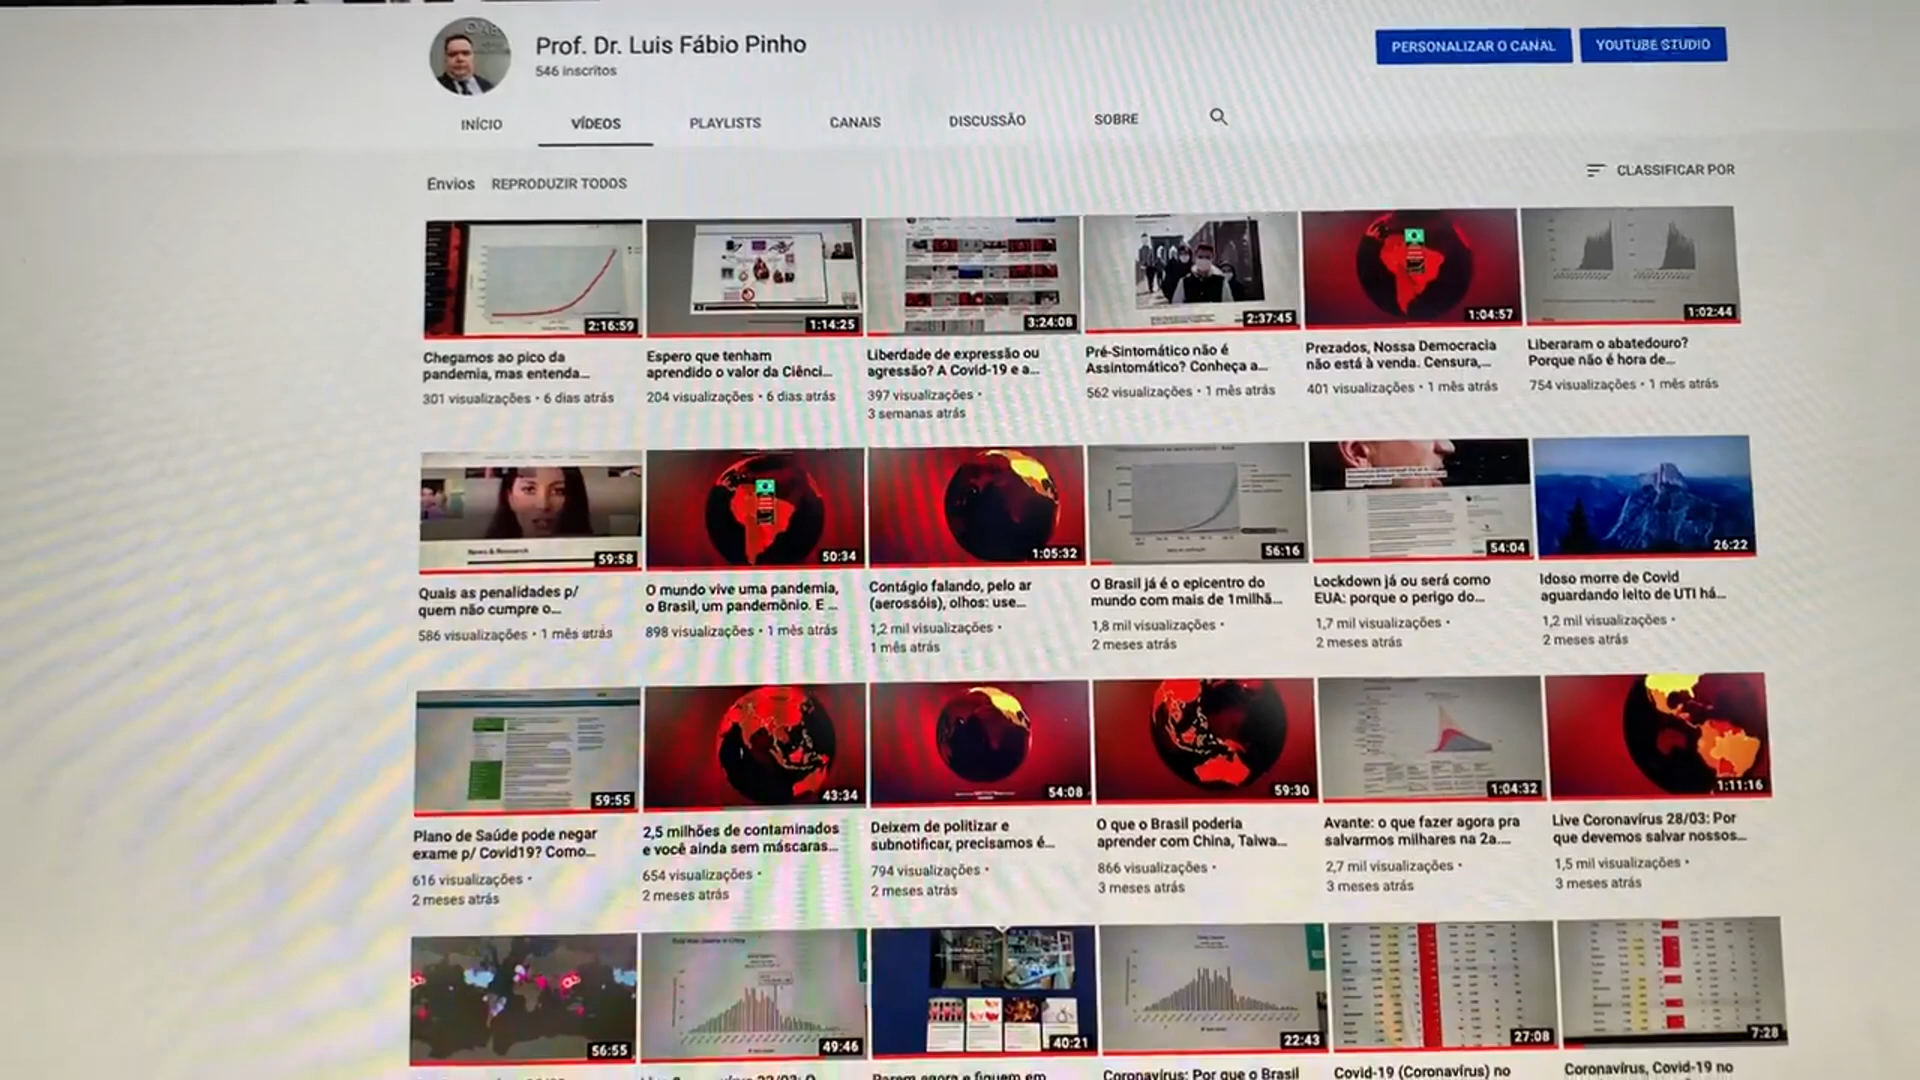 Prof. Dr. Luis Fábio Pinho
546 inscritos
PERSONALIZAR O CANAL
YOUTUBE STUDIO
INÍCIO
VÍDEOS
PLAYLISTS
CANAIS
DISCUSSÃO
SOBRE
Envios
REPRODUZIR TODOS
CLASSIFICAR POR
2:16:59
1:14:25
3:24:08
2:37:45
1:04:57
1:02:44
Chegamos ao pico da
pandemia, mas entenda...
301 visualizações • 6 dias atrás
Espero que tenham
aprendido o valor da Ciênci...
204 visualizações • 6 dias atrás
Liberdade de expressão ou
agressão? A Covid-19 e a...
397 visualizações •
3 semanas atrás
Pré-Sintomático não é
Assintomático? Conheça a...
562 visualizações • 1 mês atrás
Prezados, Nossa Democracia
não está à venda. Censura,...
401 visualizações • 1 mês atrás
Liberaram o abatedouro?
Porque não é hora de...
754 visualizações • 1 mês atrás
News & Research
59:58
50:34
1:05:32
56:16
54:04
26:22
Quais as penalidades p/
quem não cumpre o...
586 visualizações • 1 mês atrás
O mundo vive uma pandemia,
o Brasil, um pandemônio. E ...
898 visualizações • 1 mês atrás
Contágio falando, pelo ar
(aerossóis), olhos: use...
1,2 mil visualizações •
1 mês atrás
O Brasil já é o epicentro do
mundo com mais de 1milhã...
1,8 mil visualizações •
2 meses atrás
Lockdown já ou será como
EUA: porque o perigo do...
1,7 mil visualizações •
2 meses atrás
Idoso morre de Covid
aguardando leito de UTI há...
1,2 mil visualizações •
2 meses atrás
59:55
43:34
54:08
59:30
1:04:32
1:11:16
Plano de Saúde pode negar
exame p/ Covid19? Como...
616 visualizações •
2 meses atrás
2,5 milhões de contaminados
e você ainda sem máscaras...
654 visualizações •
2 meses atrás
Deixem de politizar e
subnotificar, precisamos é...
794 visualizações •
2 meses atrás
O que o Brasil poderia
aprender com China, Taiwa...
866 visualizações •
3 meses atrás
Avante: o que fazer agora pra
salvarmos milhares na 2a....
2,7 mil visualizações •
3 meses atrás
Live Coronavírus 28/03: Por
que devemos salvar nossos...
1,5 mil visualizações •
3 meses atrás
56:55
49:46
40:21
22:43
27:08
7:28
Parem agora e fiquem em
Coronavírus: Por que o Brasil
Covid-19 (Coronavírus) no
Coronavírus, Covid-19 no